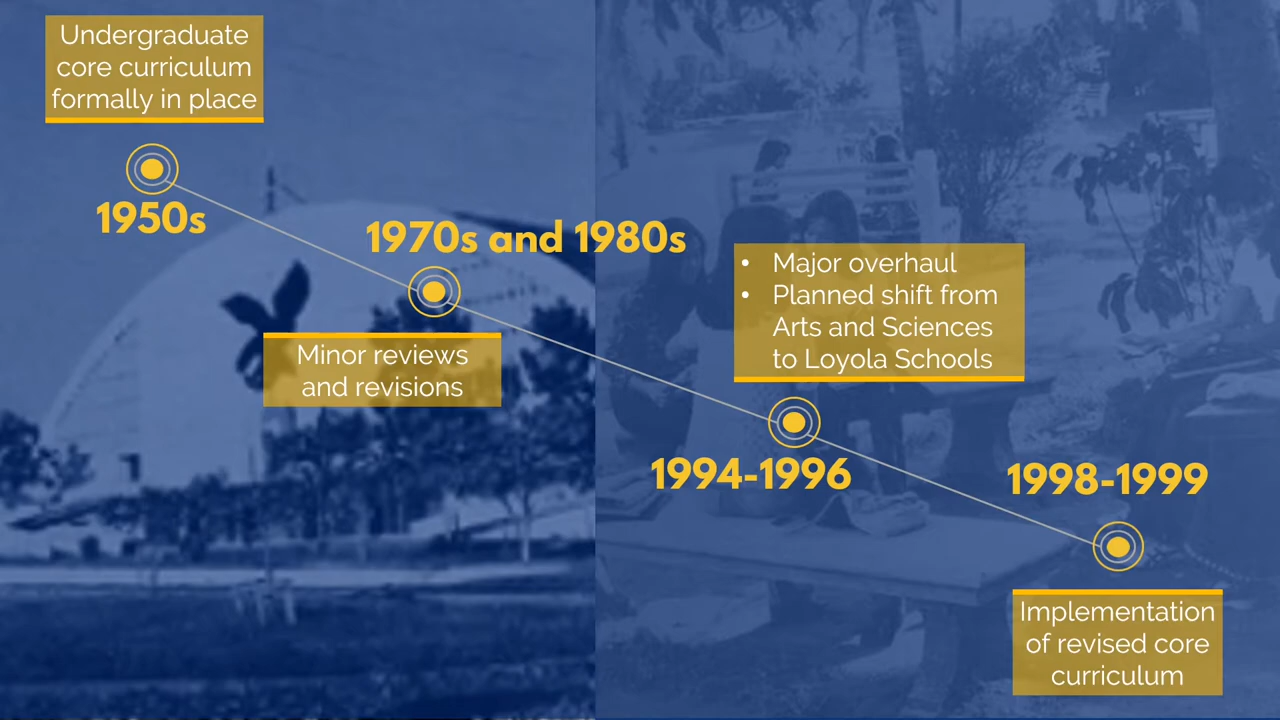 Undergraduate
core curriculum
formally in place
1950s
1970s and 1980s
Minor reviews
and revisions
• Major overhaul
• Planned shift from
Arts and Sciences
to Loyola Schools
1994-1996
1998-1999
Implementation
of revised core
curriculum